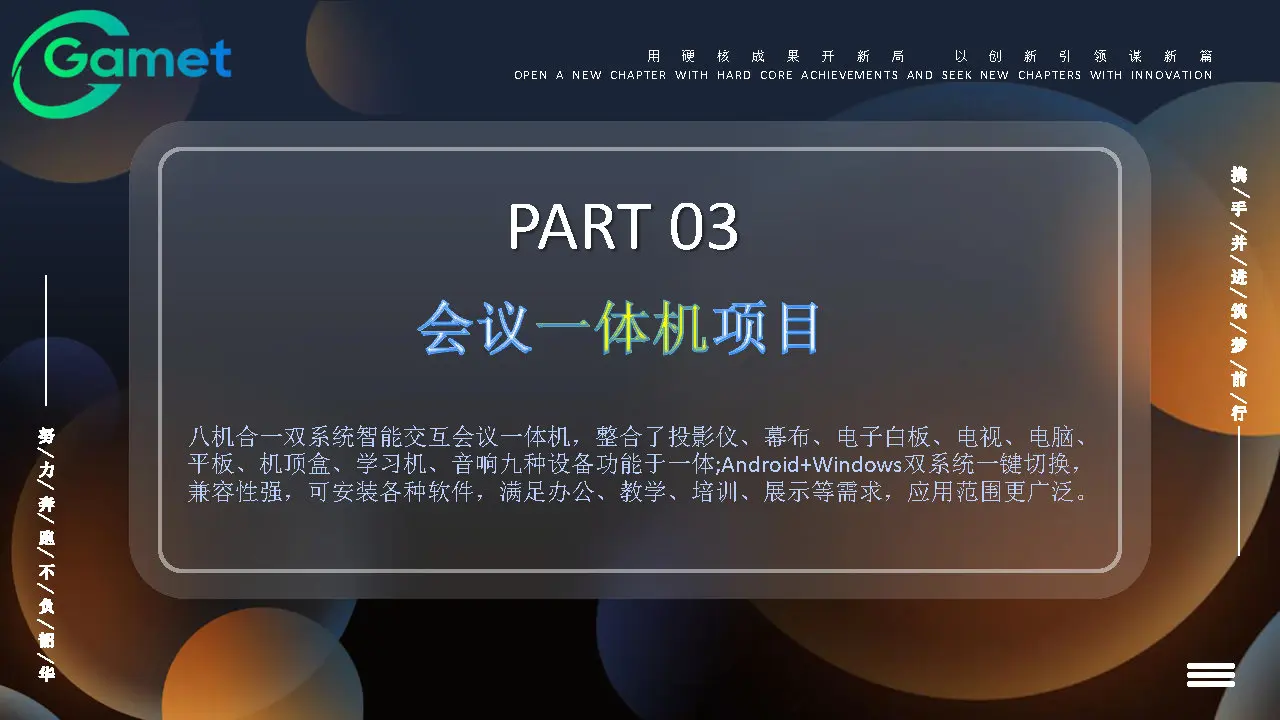 Gamet
用硬核成果开新局 以创新引领谋新篇
OPEN A NEW CHAPTER WITH HARD CORE ACHIEVEMENTS AND SEEK NEW CHAPTERS WITH INNOVATION
PART 03
会议一体机项目
八机合一双系统智能交互会议一体机，整合了投影仪、幕布、电子白板、电视、电脑、
平板、机顶盒、学习机、音响九种设备功能于一体;Android+Windows双系统一键切换，
兼容性强，可安装各种软件，满足办公、教学、培训、展示等需求，应用范围更广泛。
努/力/奔/跑/不/负/韶/华
携/手/并/进/筑/梦/前/行